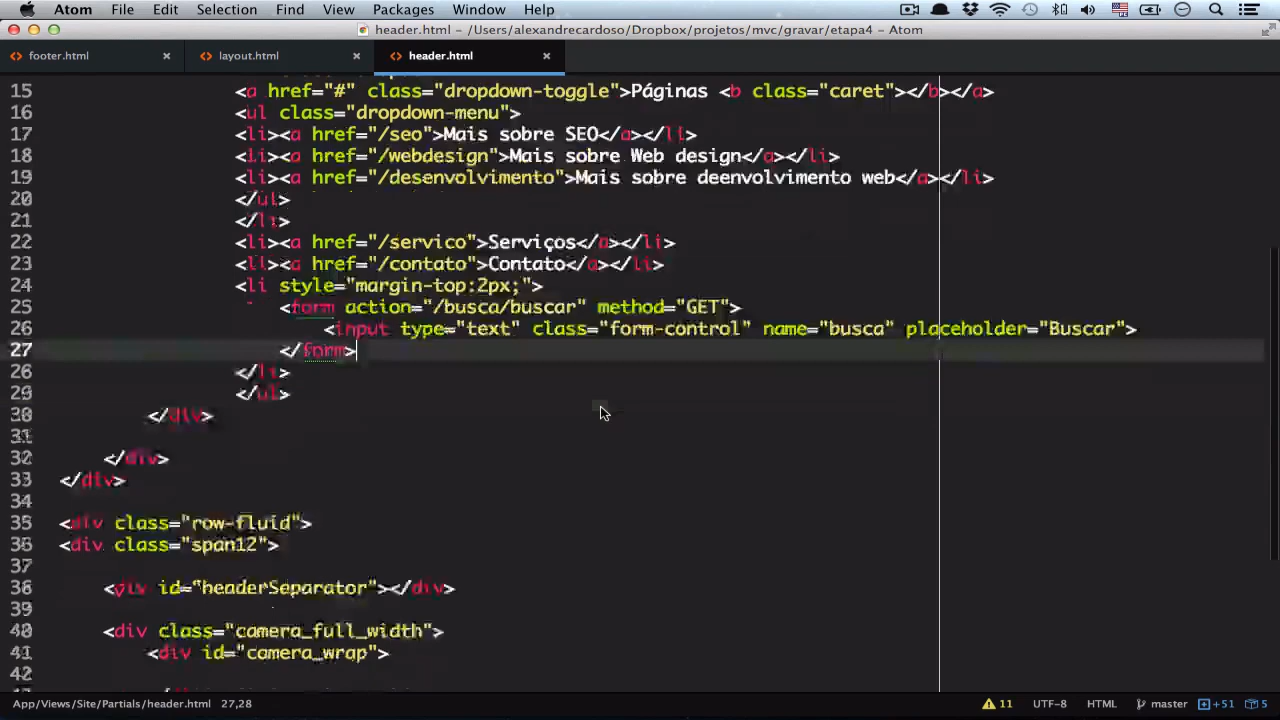 Atom File Edit Selection Find View Packages Window Help
header.html – /Users/alexandrecardoso/Dropbox/projetos/mvc/gravar/etapa4 – Atom
footer.html layout.html header.html
15 <a href="#" class="dropdown-toggle">Páginas <b class="caret"></b></a>
16 <ul class="dropdown-menu">
17 <li><a href="/seo">Mais sobre SEO</a></li>
18 <li><a href="/webdesign">Mais sobre Web design</a></li>
19 <li><a href="/desenvolvimento">Mais sobre deenvolvimento web</a></li>
20 </ul>
21 </li>
22 <li><a href="/servico">Serviços</a></li>
23 <li><a href="/contato">Contato</a></li>
24 <li style="margin-top:2px;">
25 <form action="/busca/buscar" method="GET">
26 <input type="text" class="form-control" name="busca" placeholder="Buscar">
27 </form>
28 </li>
29 </ul>
30 </div>
31
32 </div>
33 </div>
34
35 <div class="row-fluid">
36 <div class="span12">
37
38 <div id="headerSeparator"></div>
39
40 <div class="camera_full_width">
41 <div id="camera_wrap">
42
App/Views/Site/Partials/header.html 27,28 11 UTF-8 HTML master +51 5